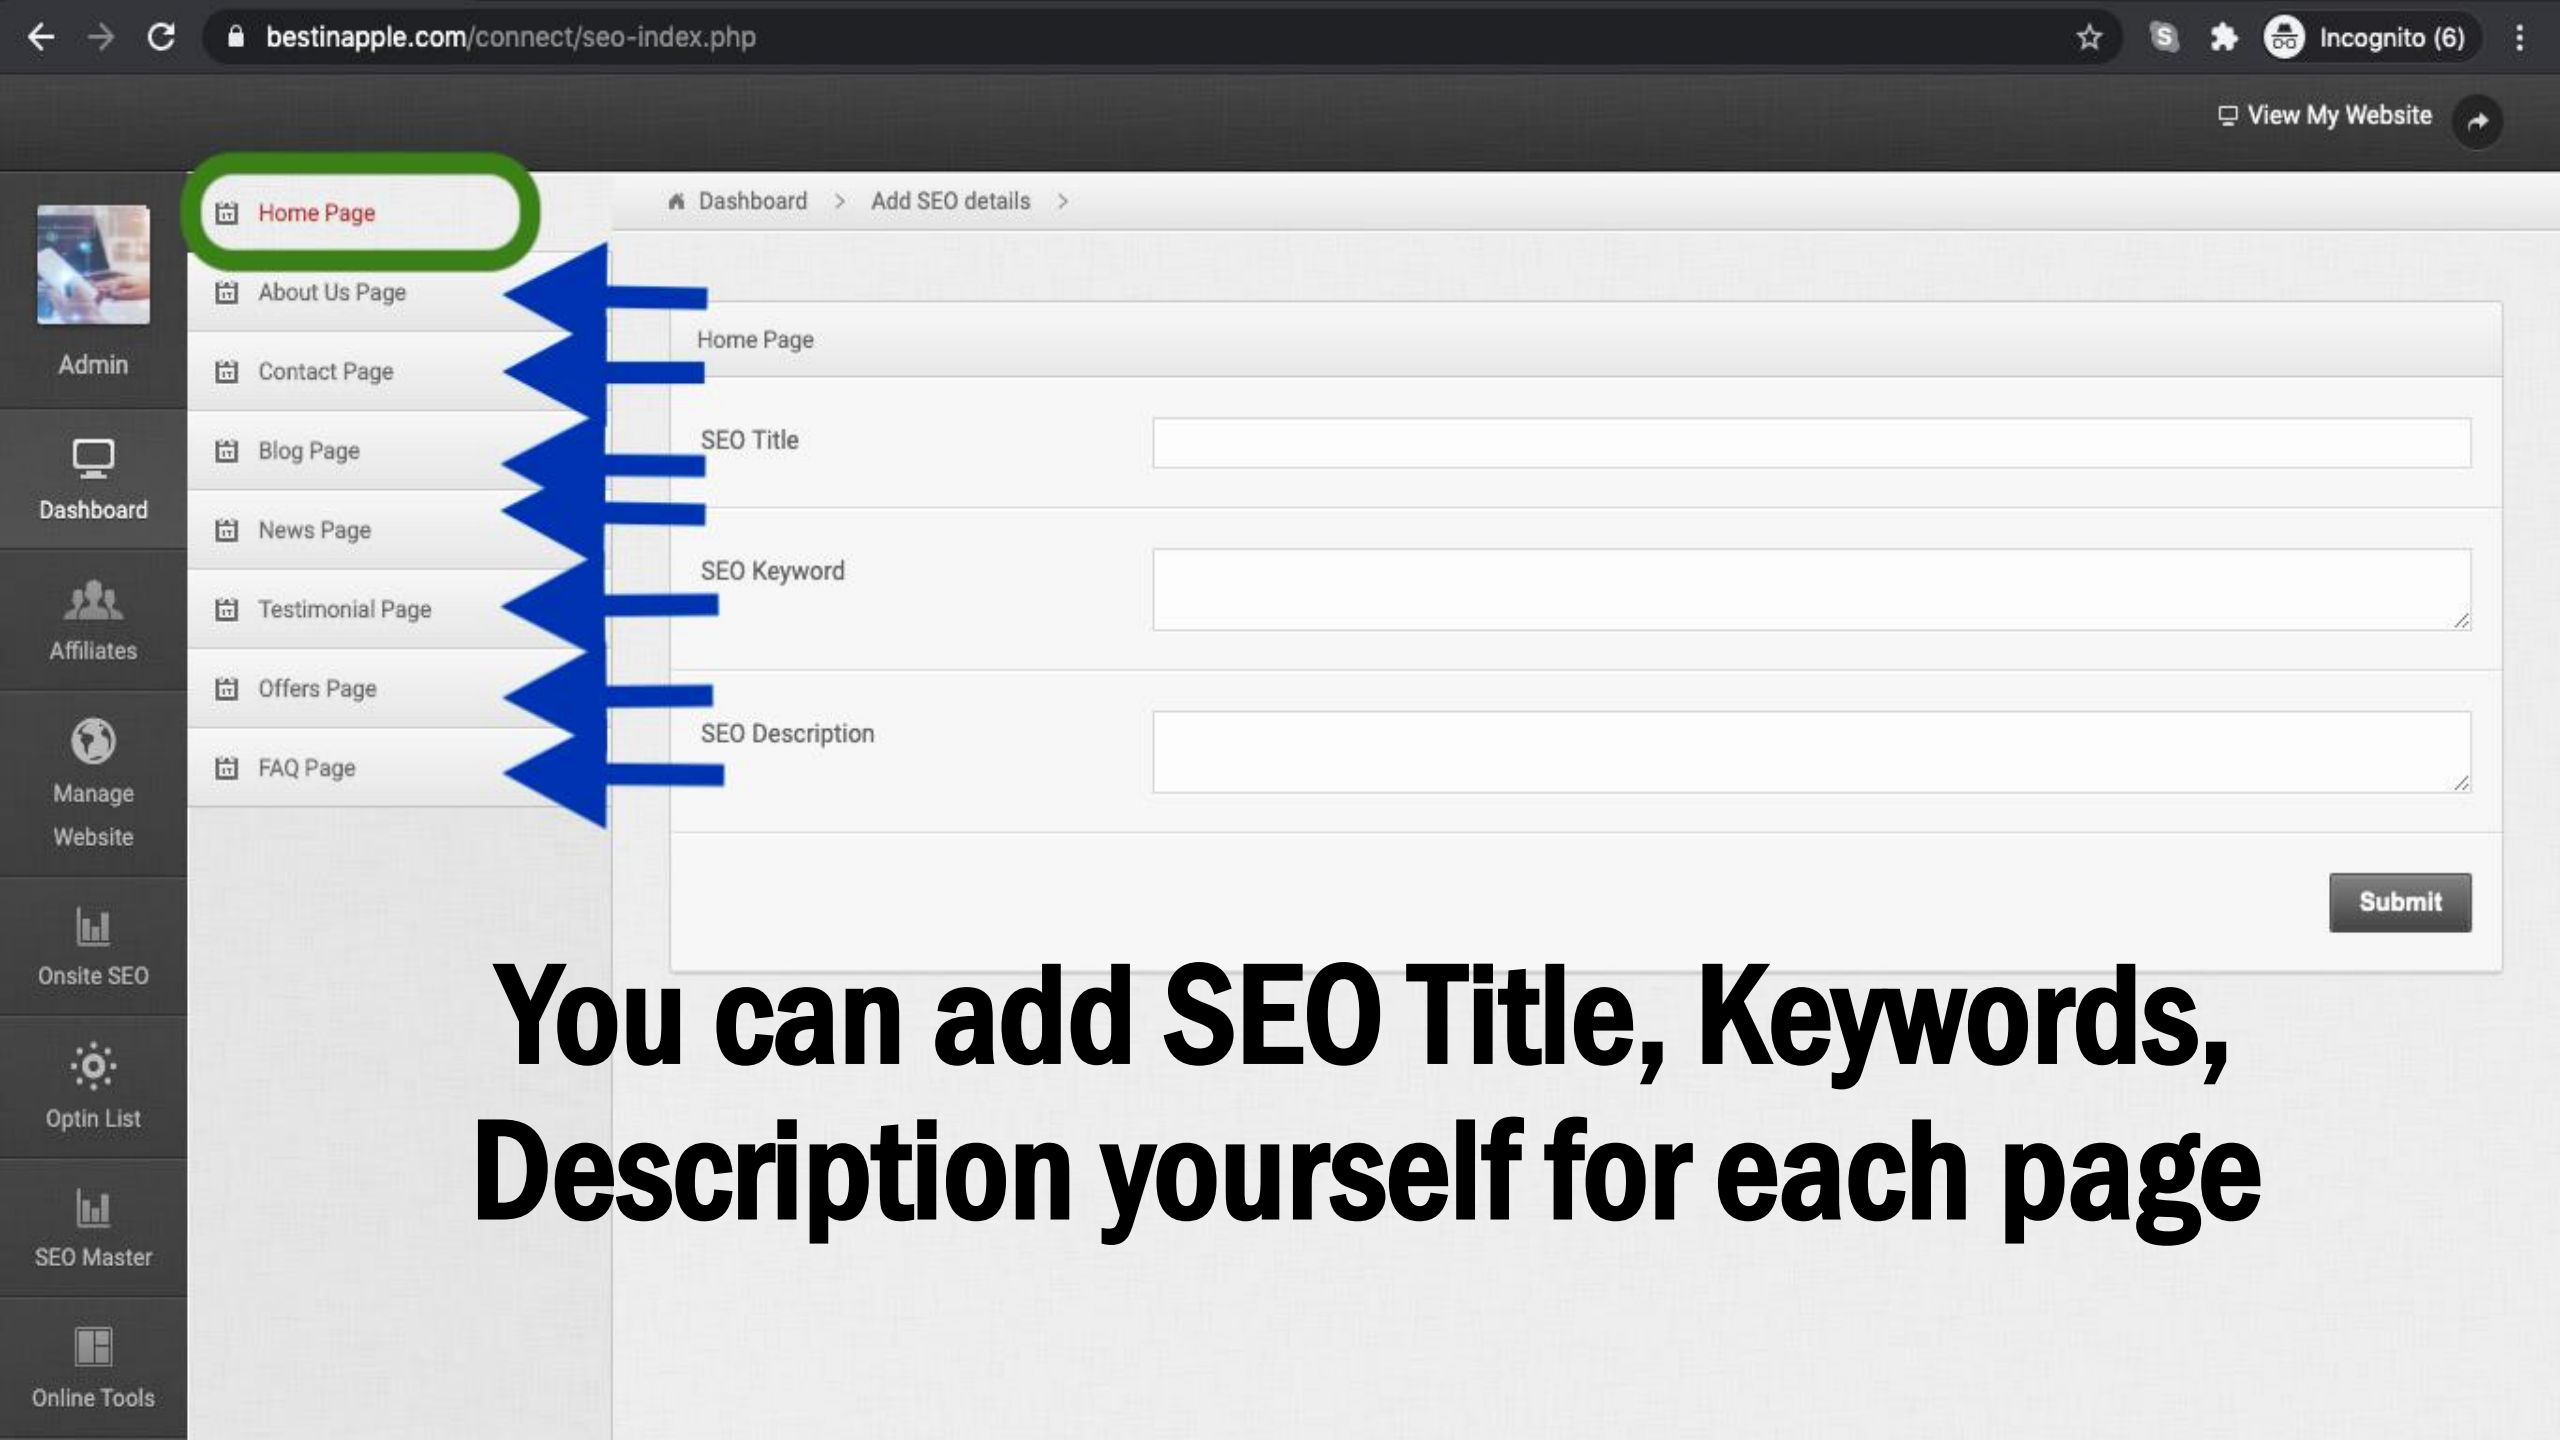 bestinapple.com/connect/seo-index.php
Incognito (6)
View My Website
Admin
Dashboard
Affiliates
Manage
Website
Onsite SEO
Optin List
SEO Master
Online Tools
Home Page
About Us Page
Contact Page
Blog Page
News Page
Testimonial Page
Offers Page
FAQ Page
Dashboard > Add SEO details >
Home Page
SEO Title
SEO Keyword
SEO Description
Submit
You can add SEO Title, Keywords,
Description yourself for each page